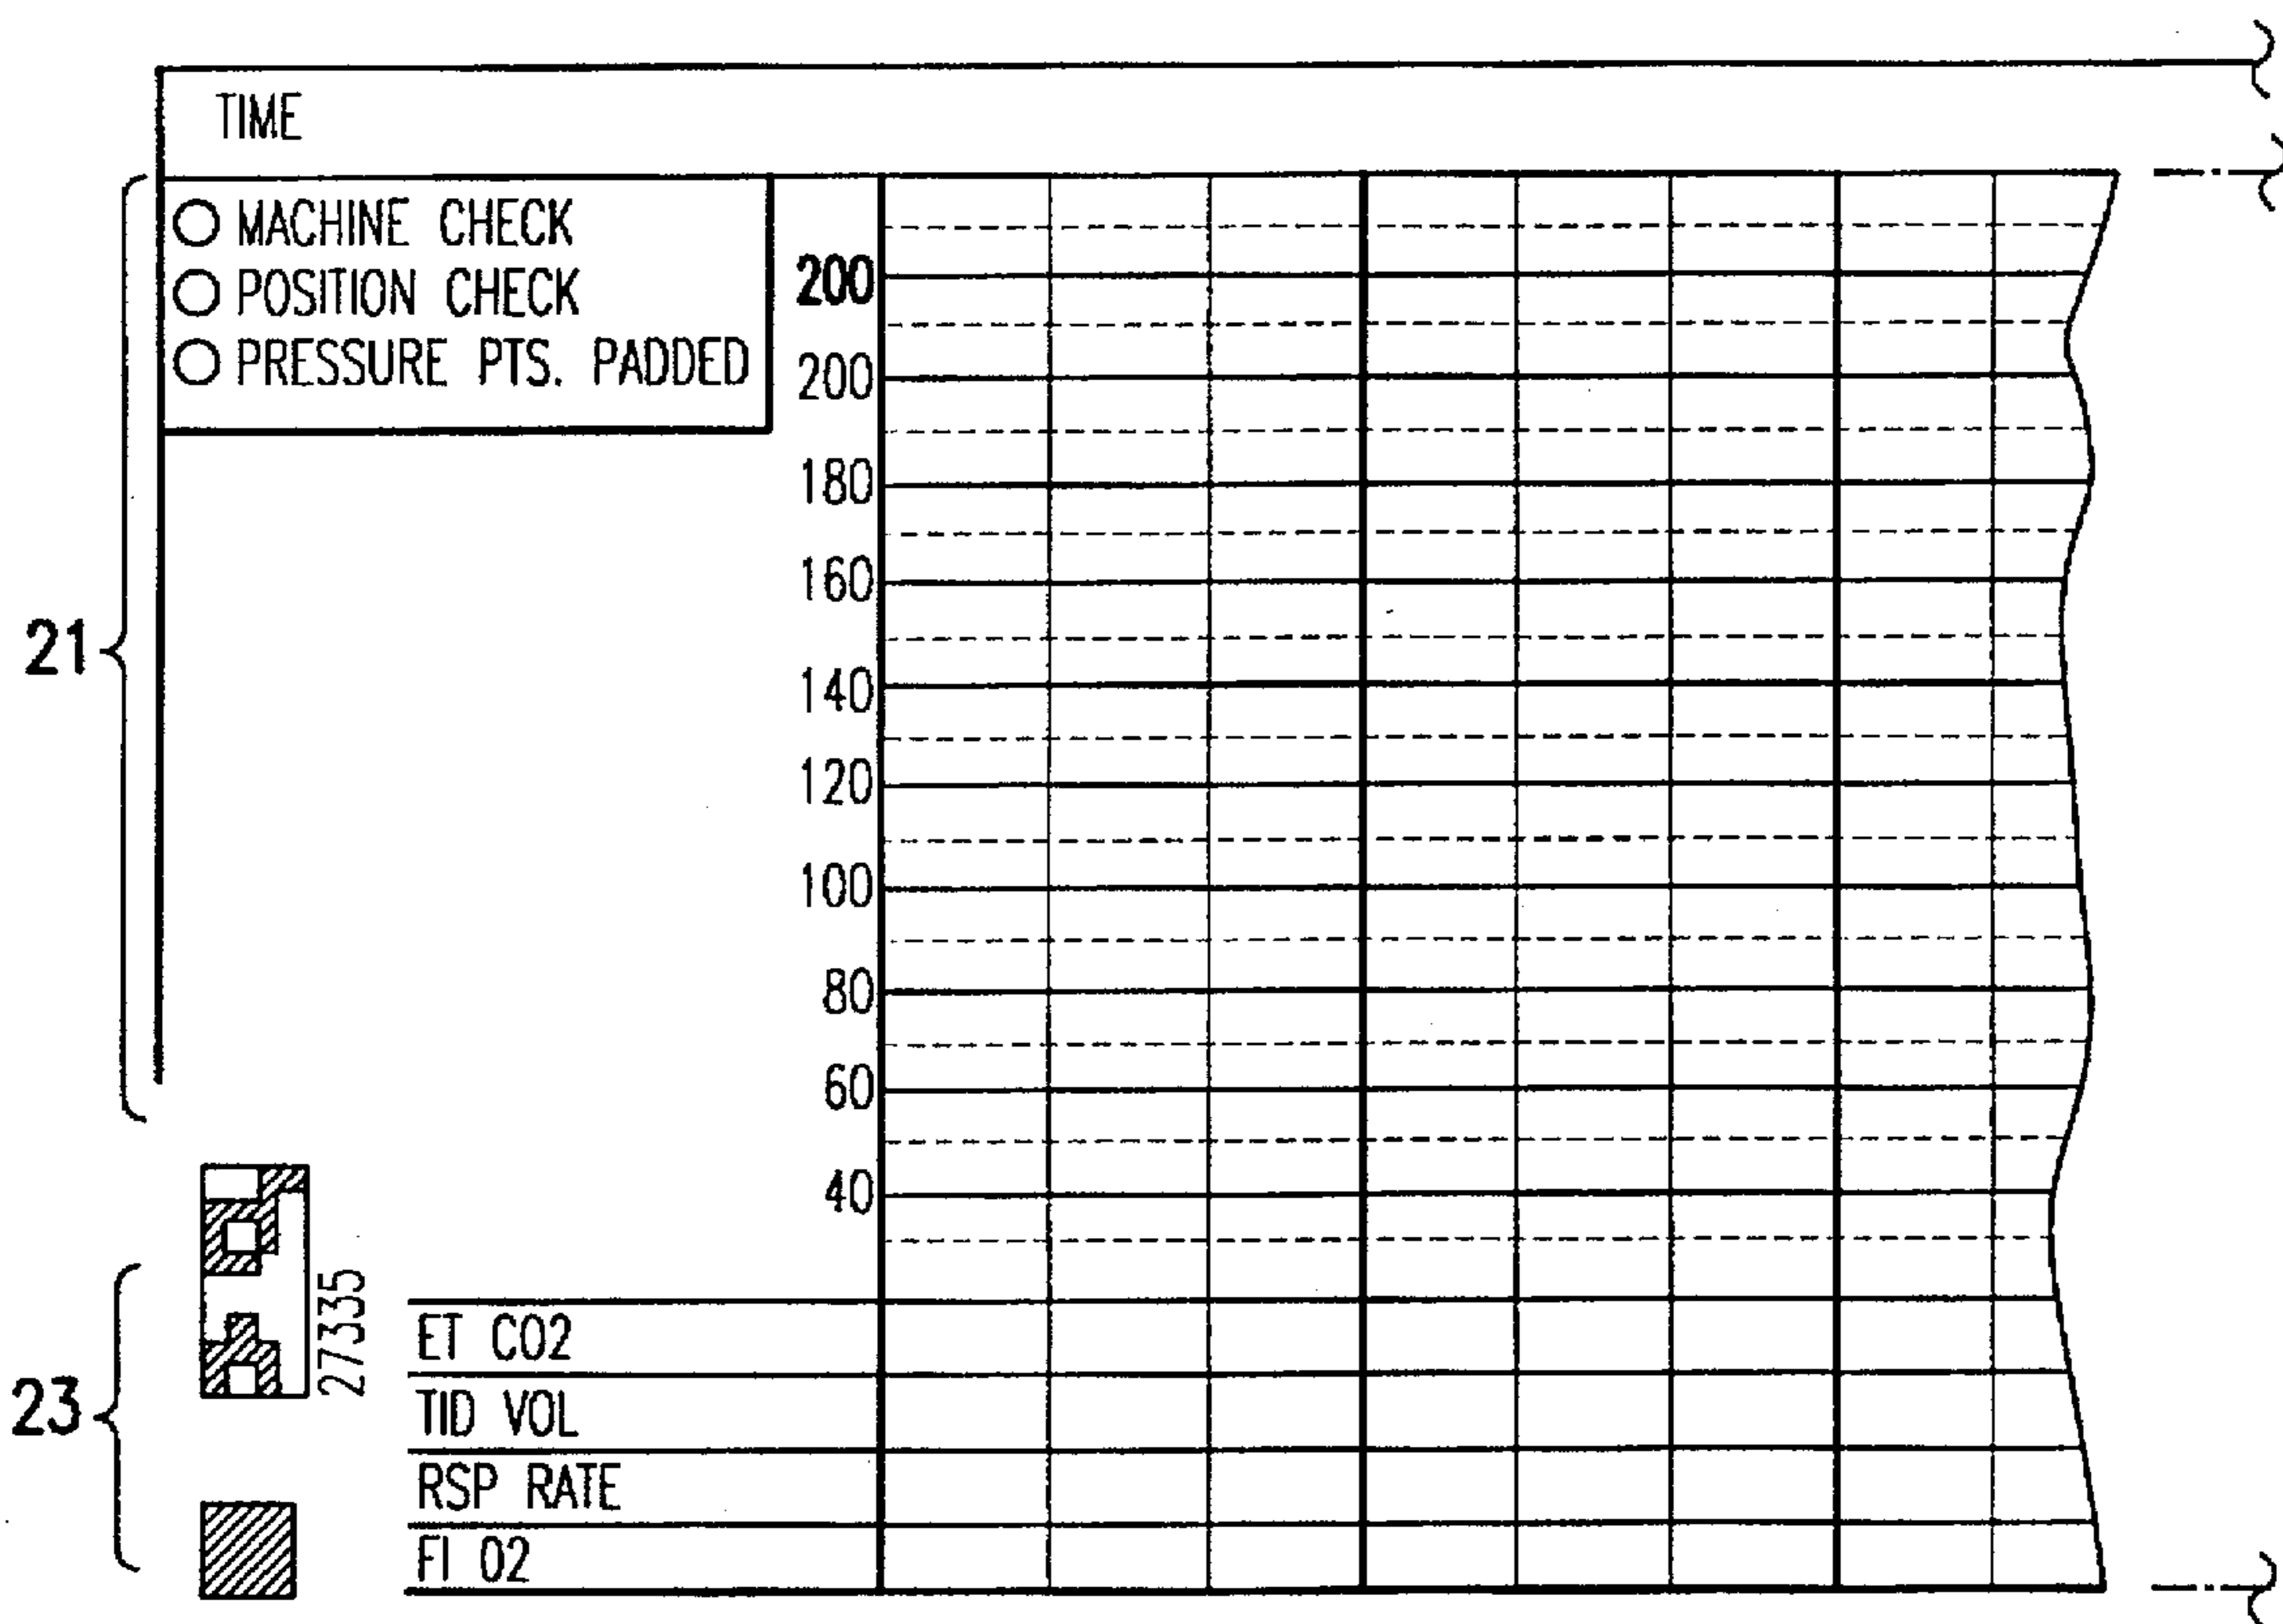 TIME
MACHINE CHECK
POSITION CHECK
PRESSURE PTS. PADDED
200
200
180
160
140
120
100
80
60
40
21
23
27335
ET CO2
TID VOL
RSP RATE
FI O2